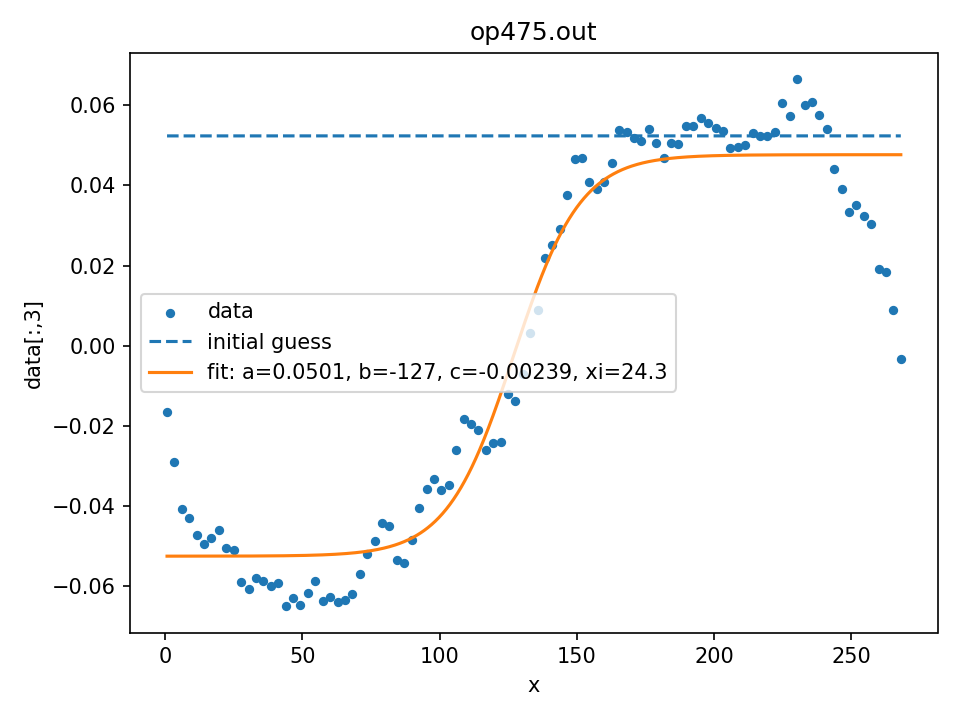 op475.out
data[:,3]
0.06
0.04
0.02
0.00
−0.02
−0.04
−0.06
data
initial guess
fit: a=0.0501, b=-127, c=-0.00239, xi=24.3
0 50 100 150 200 250
x